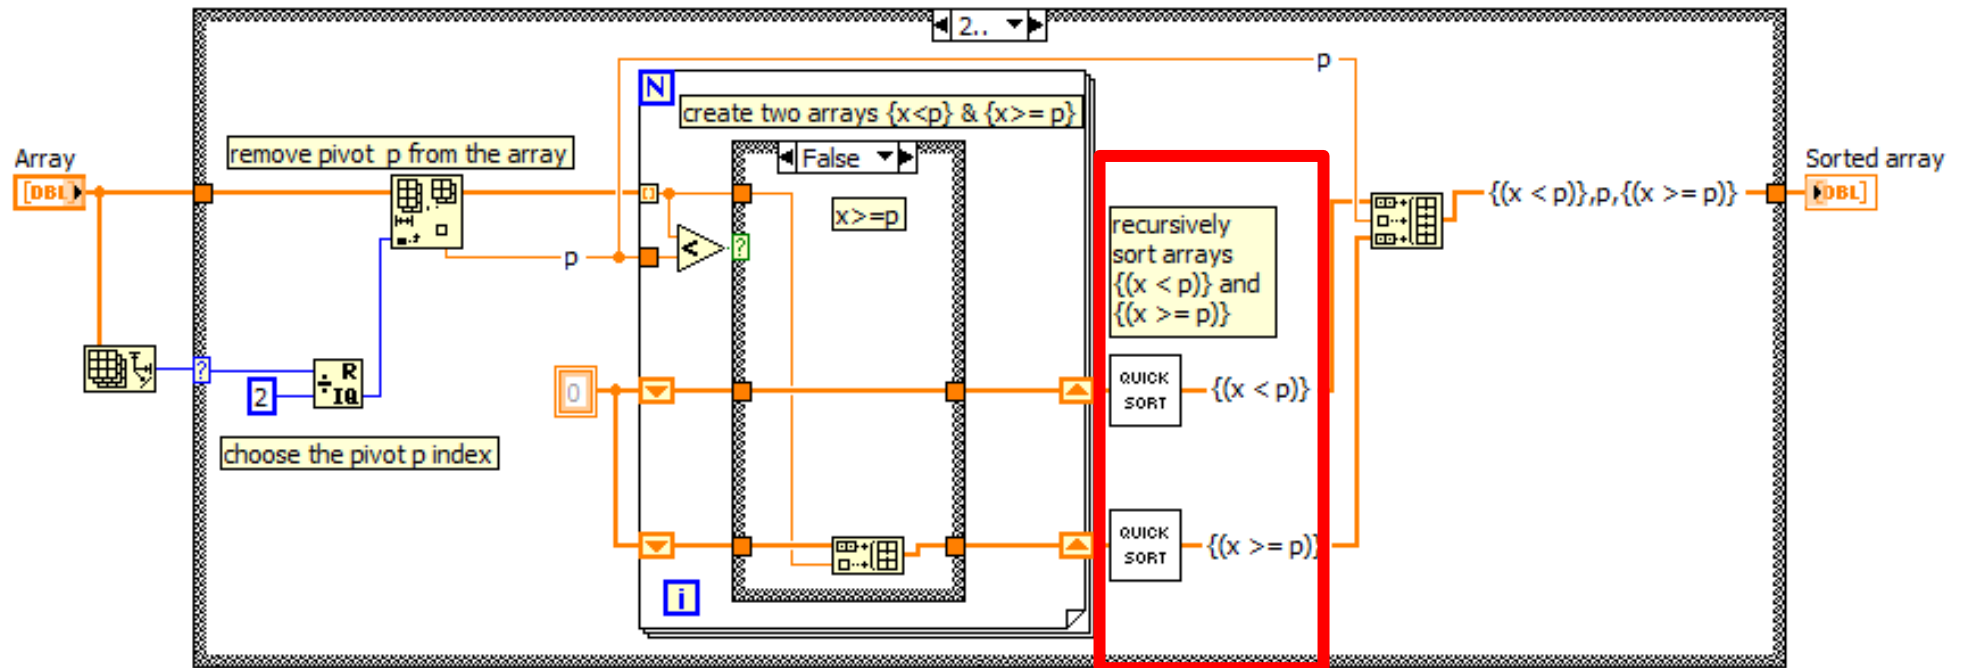 2..
p
N
create two arrays {x<p} & {x>= p}
remove pivot p from the array
Array
False
Sorted array
[DBL]
x>=p
{(x < p)},p,{(x >= p)}
DBL]
recursively
sort arrays
{(x < p)} and
{(x >= p)}
<
?
p
?
R
IQ
2
0
QUICK
SORT
{(x < p)}
choose the pivot p index
QUICK
SORT
{(x >= p)}
i